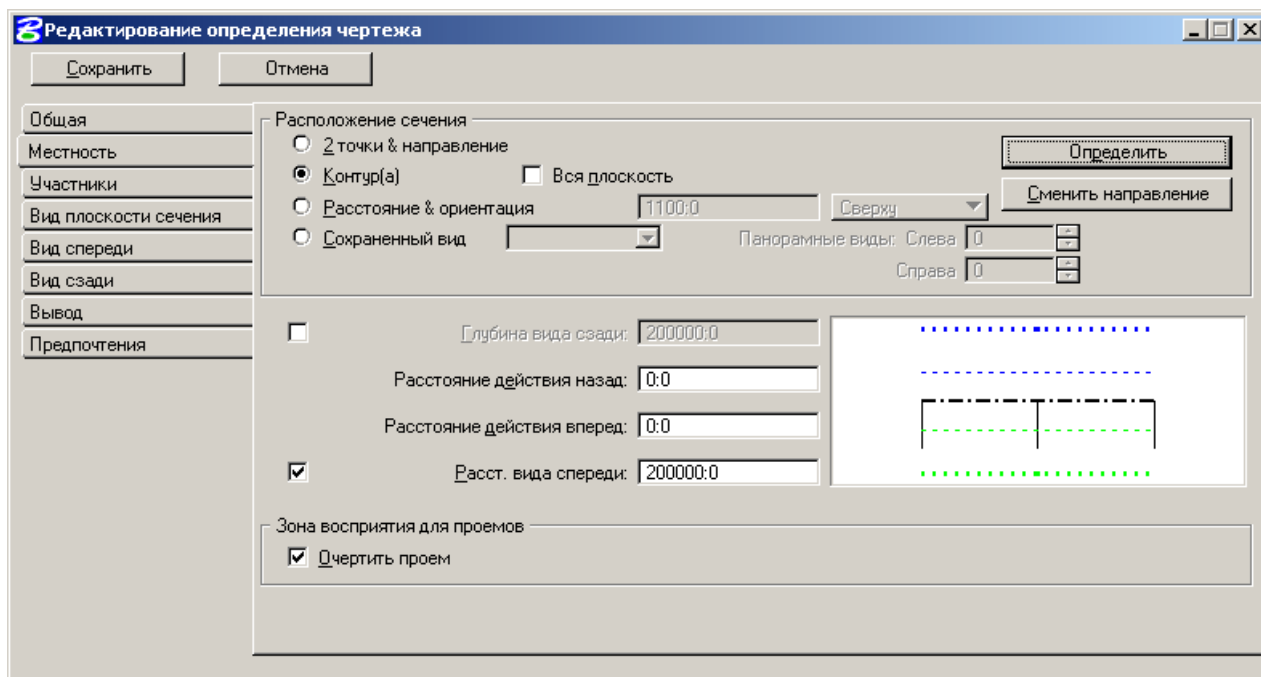 Редактирование определения чертежа
Сохранить Отмена
Общая
Местность
Участники
Вид плоскости сечения
Вид спереди
Вид сзади
Вывод
Предпочтения
Расположение сечения
2 точки & направление
Контур(а) Вся плоскость
Расстояние & ориентация 1100:0 Сверху
Сохраненный вид Панорамные виды: Слева 0
Справа 0
Определить
Сменить направление
Глубина вида сзади: 200000:0
Расстояние действия назад: 0:0
Расстояние действия вперед: 0:0
Расст. вида спереди: 200000:0
Зона восприятия для проемов
Очертить проем